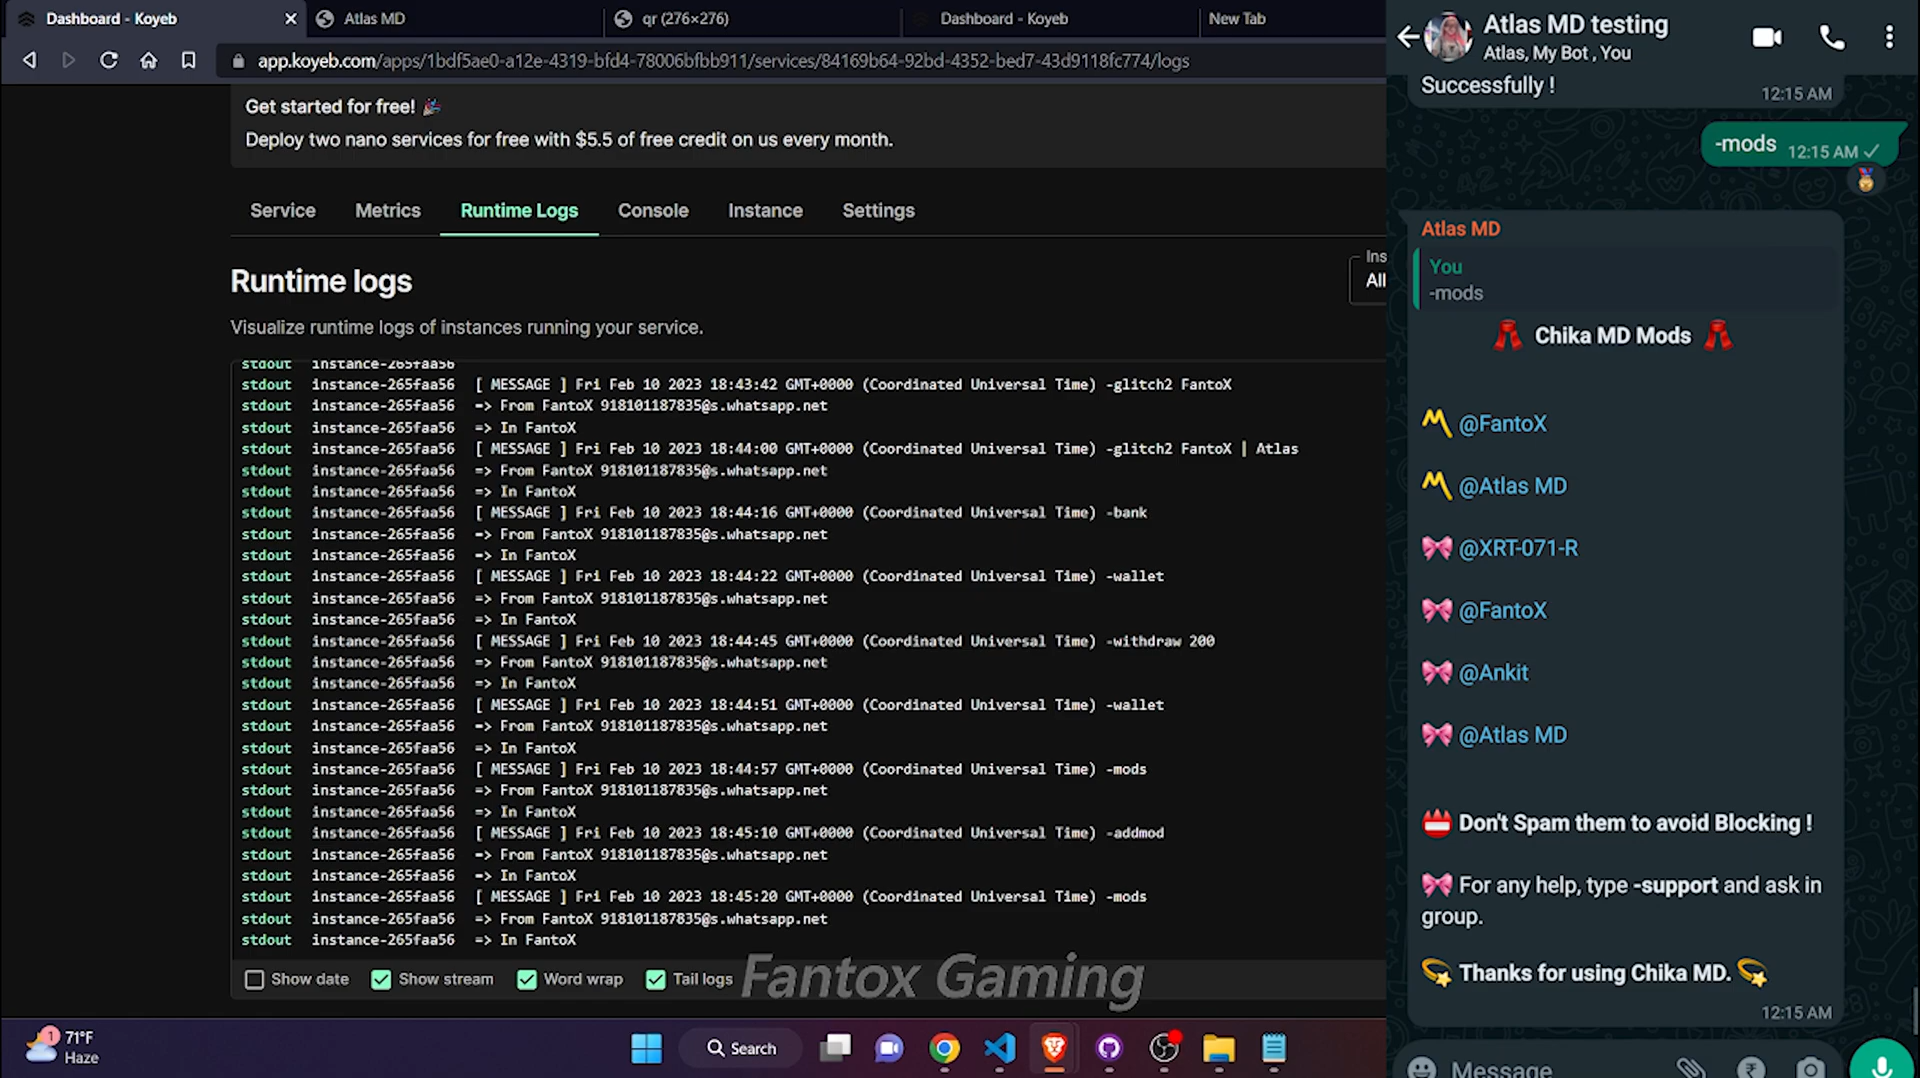 Dashboard - Koyeb
Atlas MD
qr (276×276)
Dashboard - Koyeb
New Tab
app.koyeb.com/apps/1bdf5ae0-a12e-4319-bfd4-78006bfbb911/services/84169b64-92bd-4352-bed7-43d9118fc774/logs
Get started for free!
Deploy two nano services for free with $5.5 of free credit on us every month.
Service
Metrics
Runtime Logs
Console
Instance
Settings
Runtime logs
Ins
All
Visualize runtime logs of instances running your service.
stdout instance-265faa56
stdout instance-265faa56 [ MESSAGE ] Fri Feb 10 2023 18:43:42 GMT+0000 (Coordinated Universal Time) -glitch2 FantoX
stdout instance-265faa56 => From FantoX 918101187835@s.whatsapp.net
stdout instance-265faa56 => In FantoX
stdout instance-265faa56 [ MESSAGE ] Fri Feb 10 2023 18:44:00 GMT+0000 (Coordinated Universal Time) -glitch2 FantoX | Atlas
stdout instance-265faa56 => From FantoX 918101187835@s.whatsapp.net
stdout instance-265faa56 => In FantoX
stdout instance-265faa56 [ MESSAGE ] Fri Feb 10 2023 18:44:16 GMT+0000 (Coordinated Universal Time) -bank
stdout instance-265faa56 => From FantoX 918101187835@s.whatsapp.net
stdout instance-265faa56 => In FantoX
stdout instance-265faa56 [ MESSAGE ] Fri Feb 10 2023 18:44:22 GMT+0000 (Coordinated Universal Time) -wallet
stdout instance-265faa56 => From FantoX 918101187835@s.whatsapp.net
stdout instance-265faa56 => In FantoX
stdout instance-265faa56 [ MESSAGE ] Fri Feb 10 2023 18:44:45 GMT+0000 (Coordinated Universal Time) -withdraw 200
stdout instance-265faa56 => From FantoX 918101187835@s.whatsapp.net
stdout instance-265faa56 => In FantoX
stdout instance-265faa56 [ MESSAGE ] Fri Feb 10 2023 18:44:51 GMT+0000 (Coordinated Universal Time) -wallet
stdout instance-265faa56 => From FantoX 918101187835@s.whatsapp.net
stdout instance-265faa56 => In FantoX
stdout instance-265faa56 [ MESSAGE ] Fri Feb 10 2023 18:44:57 GMT+0000 (Coordinated Universal Time) -mods
stdout instance-265faa56 => From FantoX 918101187835@s.whatsapp.net
stdout instance-265faa56 => In FantoX
stdout instance-265faa56 [ MESSAGE ] Fri Feb 10 2023 18:45:10 GMT+0000 (Coordinated Universal Time) -addmod
stdout instance-265faa56 => From FantoX 918101187835@s.whatsapp.net
stdout instance-265faa56 => In FantoX
stdout instance-265faa56 [ MESSAGE ] Fri Feb 10 2023 18:45:20 GMT+0000 (Coordinated Universal Time) -mods
stdout instance-265faa56 => From FantoX 918101187835@s.whatsapp.net
stdout instance-265faa56 => In FantoX
Show date
Show stream
Word wrap
Tail logs
Fantox Gaming
1
71°F
Haze
Search
Atlas MD testing
Atlas, My Bot , You
Successfully !
12:15 AM
-mods 12:15 AM
Atlas MD
You
-mods
Chika MD Mods
@FantoX
@Atlas MD
@XRT-071-R
@FantoX
@Ankit
@Atlas MD
Don't Spam them to avoid Blocking !
For any help, type -support and ask in
group.
Thanks for using Chika MD.
12:15 AM
Message